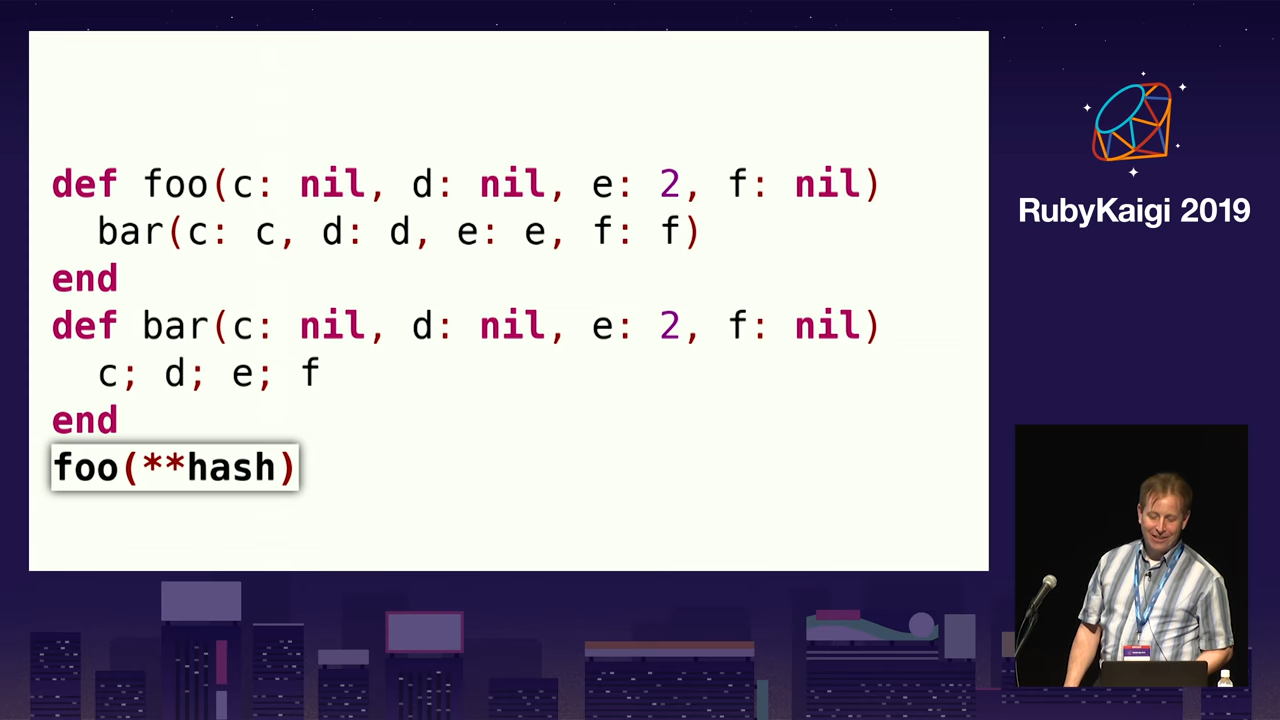 def foo(c: nil, d: nil, e: 2, f: nil)
  bar(c: c, d: d, e: e, f: f)
end
def bar(c: nil, d: nil, e: 2, f: nil)
  c; d; e; f
end
foo(**hash)
RubyKaigi 2019